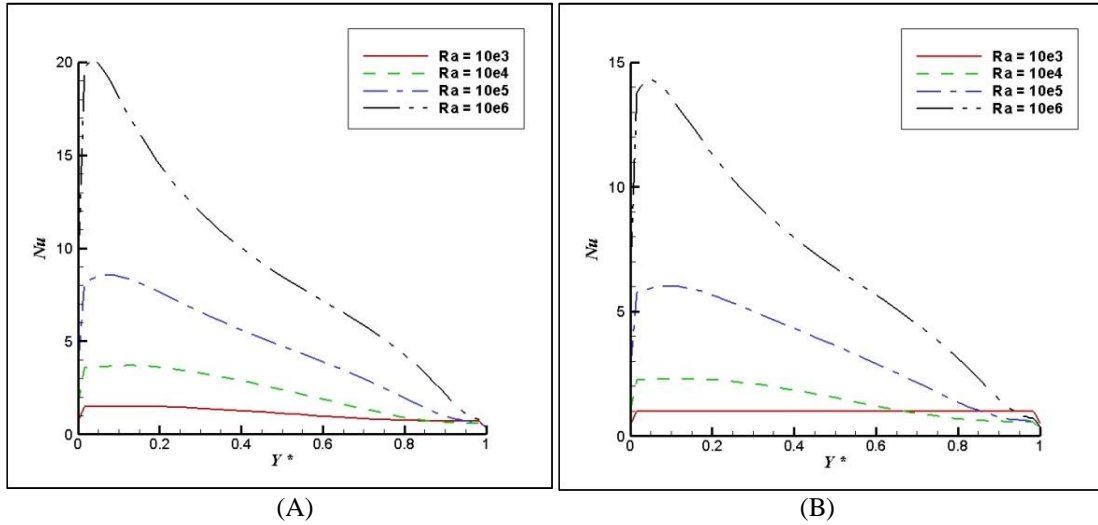 Ra = 10e3
Ra = 10e4
Ra = 10e5
Ra = 10e6
20
15
10
5
0
Nu
0 0.2 0.4 0.6 0.8 1
Y *
(A)
Ra = 10e3
Ra = 10e4
Ra = 10e5
Ra = 10e6
15
10
5
0
Nu
0 0.2 0.4 0.6 0.8 1
Y *
(B)